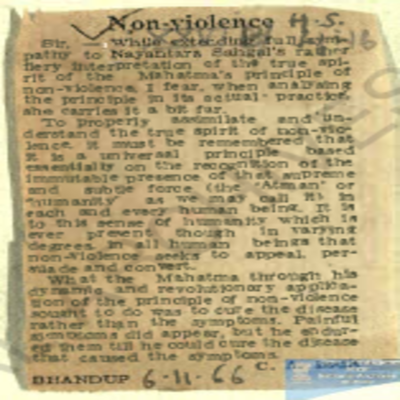 Non-violence H.S.
Sir, — While extending full sym-
pathy to Nayantara Sahgal's rather
fiery interpretation of the true spi-
rit of the Mahatma's principle of
non-violence, I fear, when analysing
the principle in its actual practice,
she carries it a bit far.
To properly assimilate and un-
derstand the true spirit of non-vio-
lence, it must be remembered that
it is a universal principle based
essentially on the recognition of the
immutable presence of that supreme
and subtle force (the 'Atman' or
'humanity' as we may call it) in
each and every human being. It is
to this sense of humanity which is
ever present though in varying
degrees in all human beings that
non-violence seeks to appeal, per-
suade and convert.
What the Mahatma through his
dynamic and revolutionary applica-
tion of the principle of non-violence
sought to do was to cure the disease
rather than the symptoms. Painful
symptoms did appear, but he endur-
ed them till he could cure the disease
that caused the symptoms.
C.
BHANDUP 6-11-66